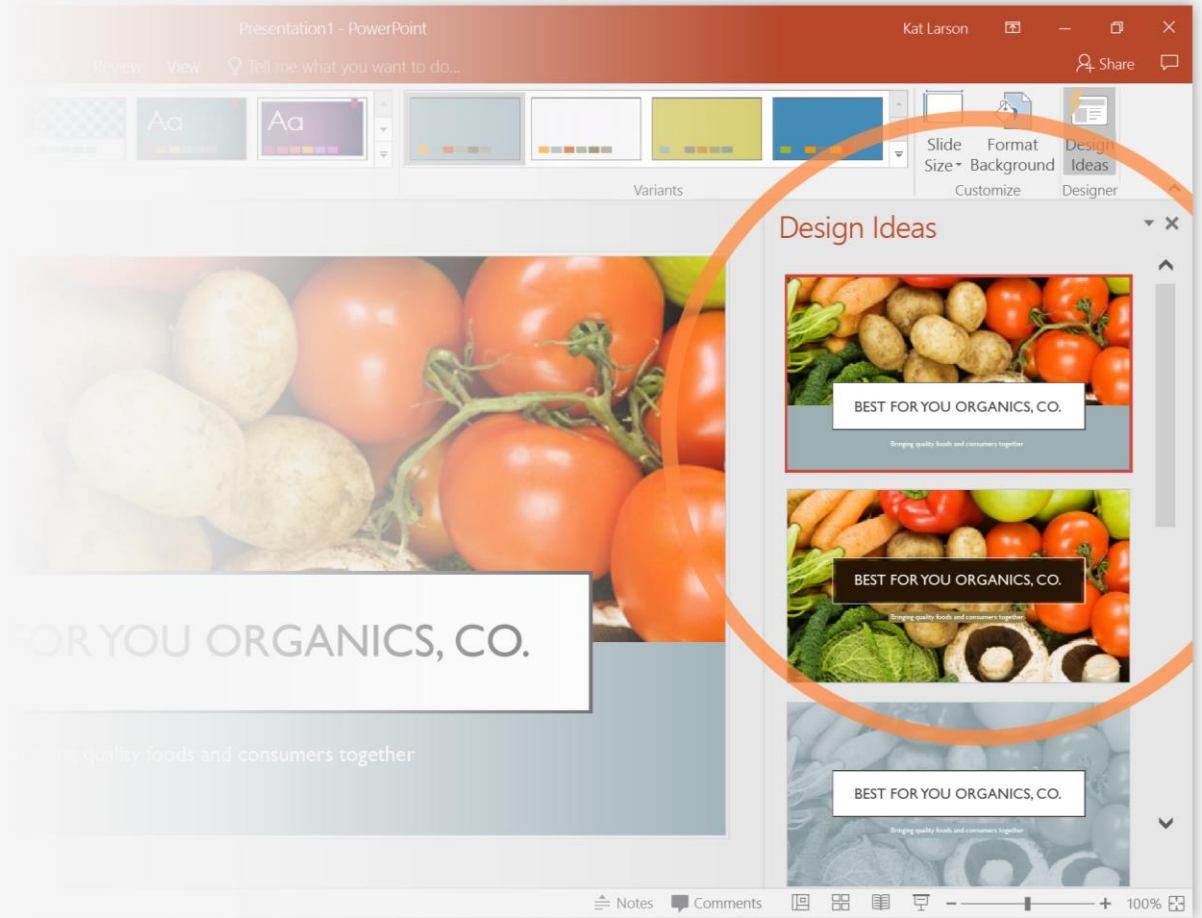 Presentation1 - PowerPoint
Kat Larson
Review View Tell me what you want to do...
Share
Aa
Aa
Slide Size
Format Background
Design Ideas
Variants
Customize
Designer
Design Ideas
BEST FOR YOU ORGANICS, CO.
Bringing quality foods and consumers together
BEST FOR YOU ORGANICS, CO.
Bringing quality foods and consumers together
BEST FOR YOU ORGANICS, CO.
Bringing quality foods and consumers together
OR YOU ORGANICS, CO.
quality foods and consumers together
Notes Comments
100%